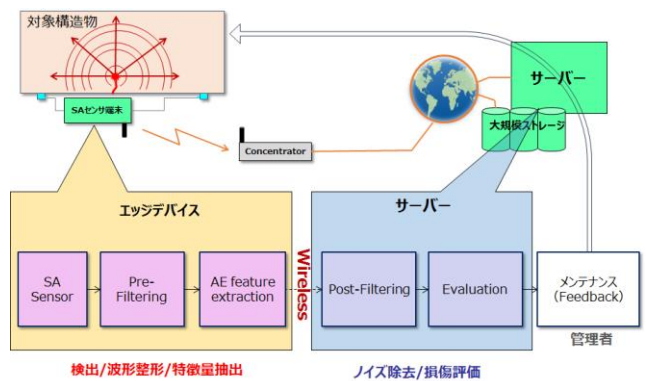 対象構造物
SAセンサ端末
サーバー
大規模ストレージ
Concentrator
エッジデバイス
SA
Sensor
Pre-
Filtering
AE feature
extraction
Wireless
サーバー
Post-Filtering
Evaluation
メンテナンス
(Feedback)
管理者
検出/波形整形/特徴量抽出
ノイズ除去/損傷評価